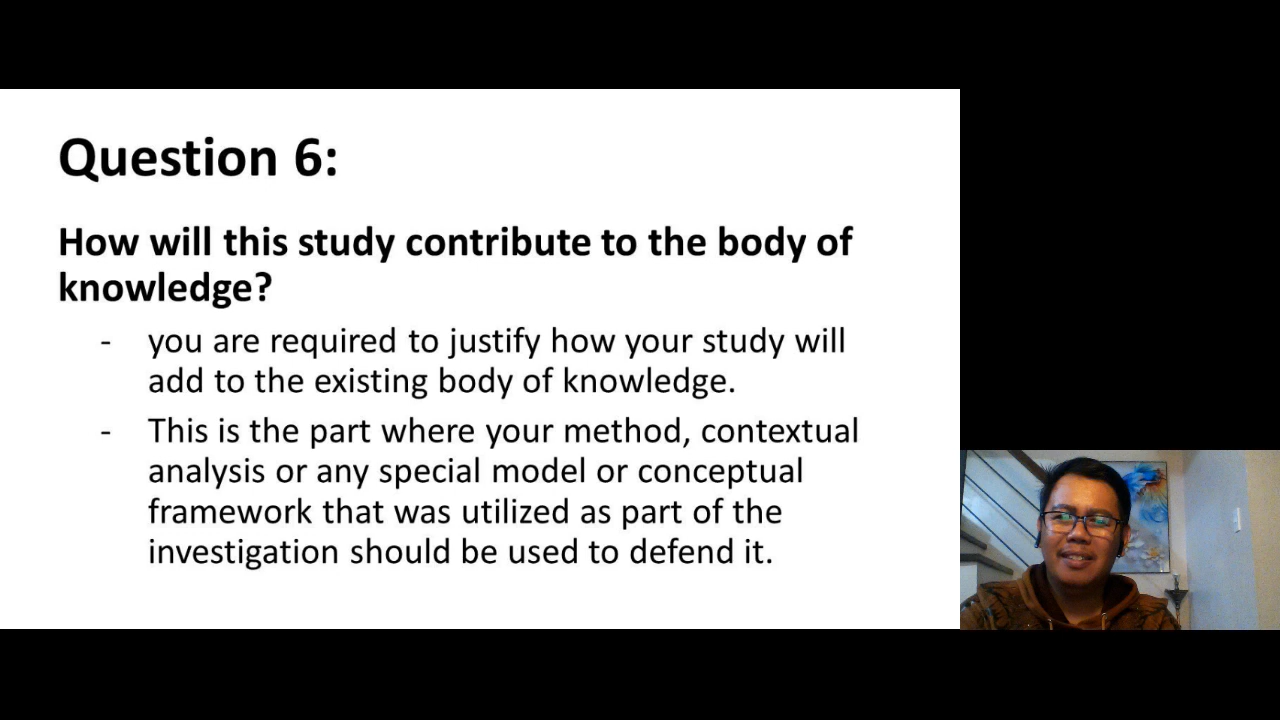 Question 6:
How will this study contribute to the body of
knowledge?
- you are required to justify how your study will
add to the existing body of knowledge.
- This is the part where your method, contextual
analysis or any special model or conceptual
framework that was utilized as part of the
investigation should be used to defend it.